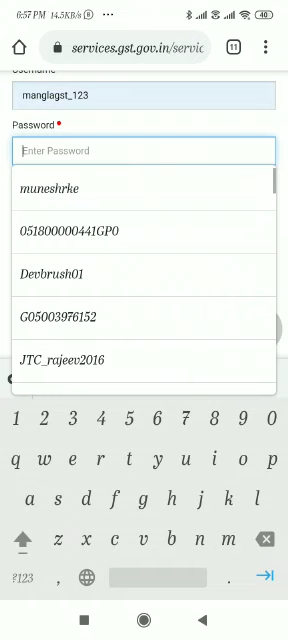 6:57 PM 14.5KB/s ... 40
services.gst.gov.in/servic 11
Username
manglagst_123
Password
Enter Password
muneshrke
051800000441GP0
Devbrush01
G05003976152
JTC_rajeev2016
1 2 3 4 5 6 7 8 9 0
q w e r t y u i o p
a s d f g h j k l
z x c v b n m
?123 , .